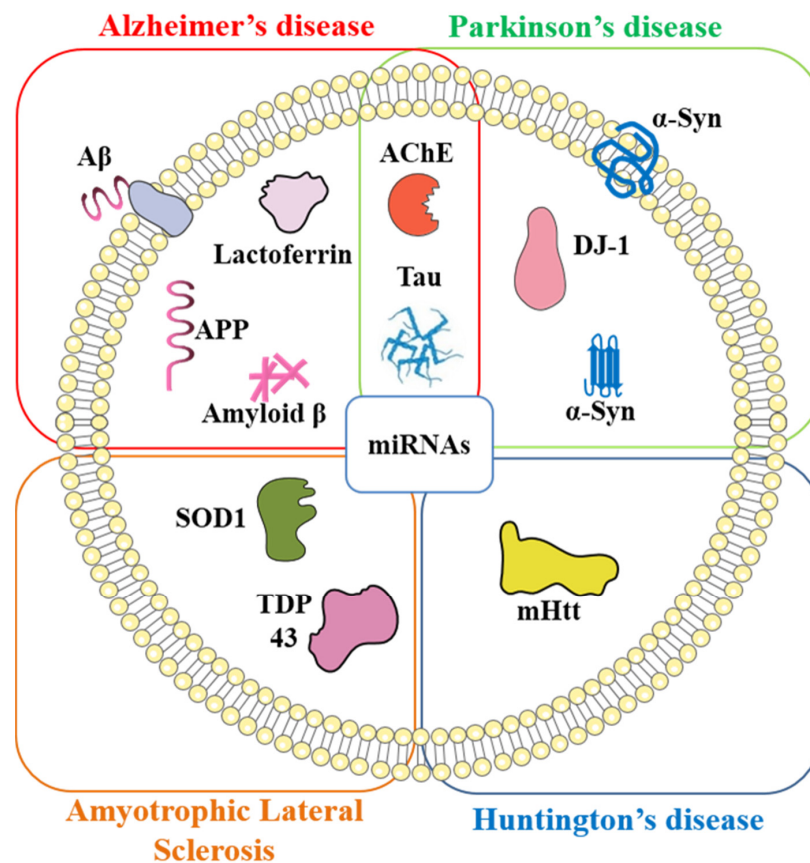 Alzheimer's disease
Parkinson's disease
Aβ
Lactoferrin
APP
Amyloid β
AChE
Tau
α-Syn
DJ-1
α-Syn
miRNAs
SOD1
TDP
43
mHtt
Amyotrophic Lateral
Sclerosis
Huntington's disease